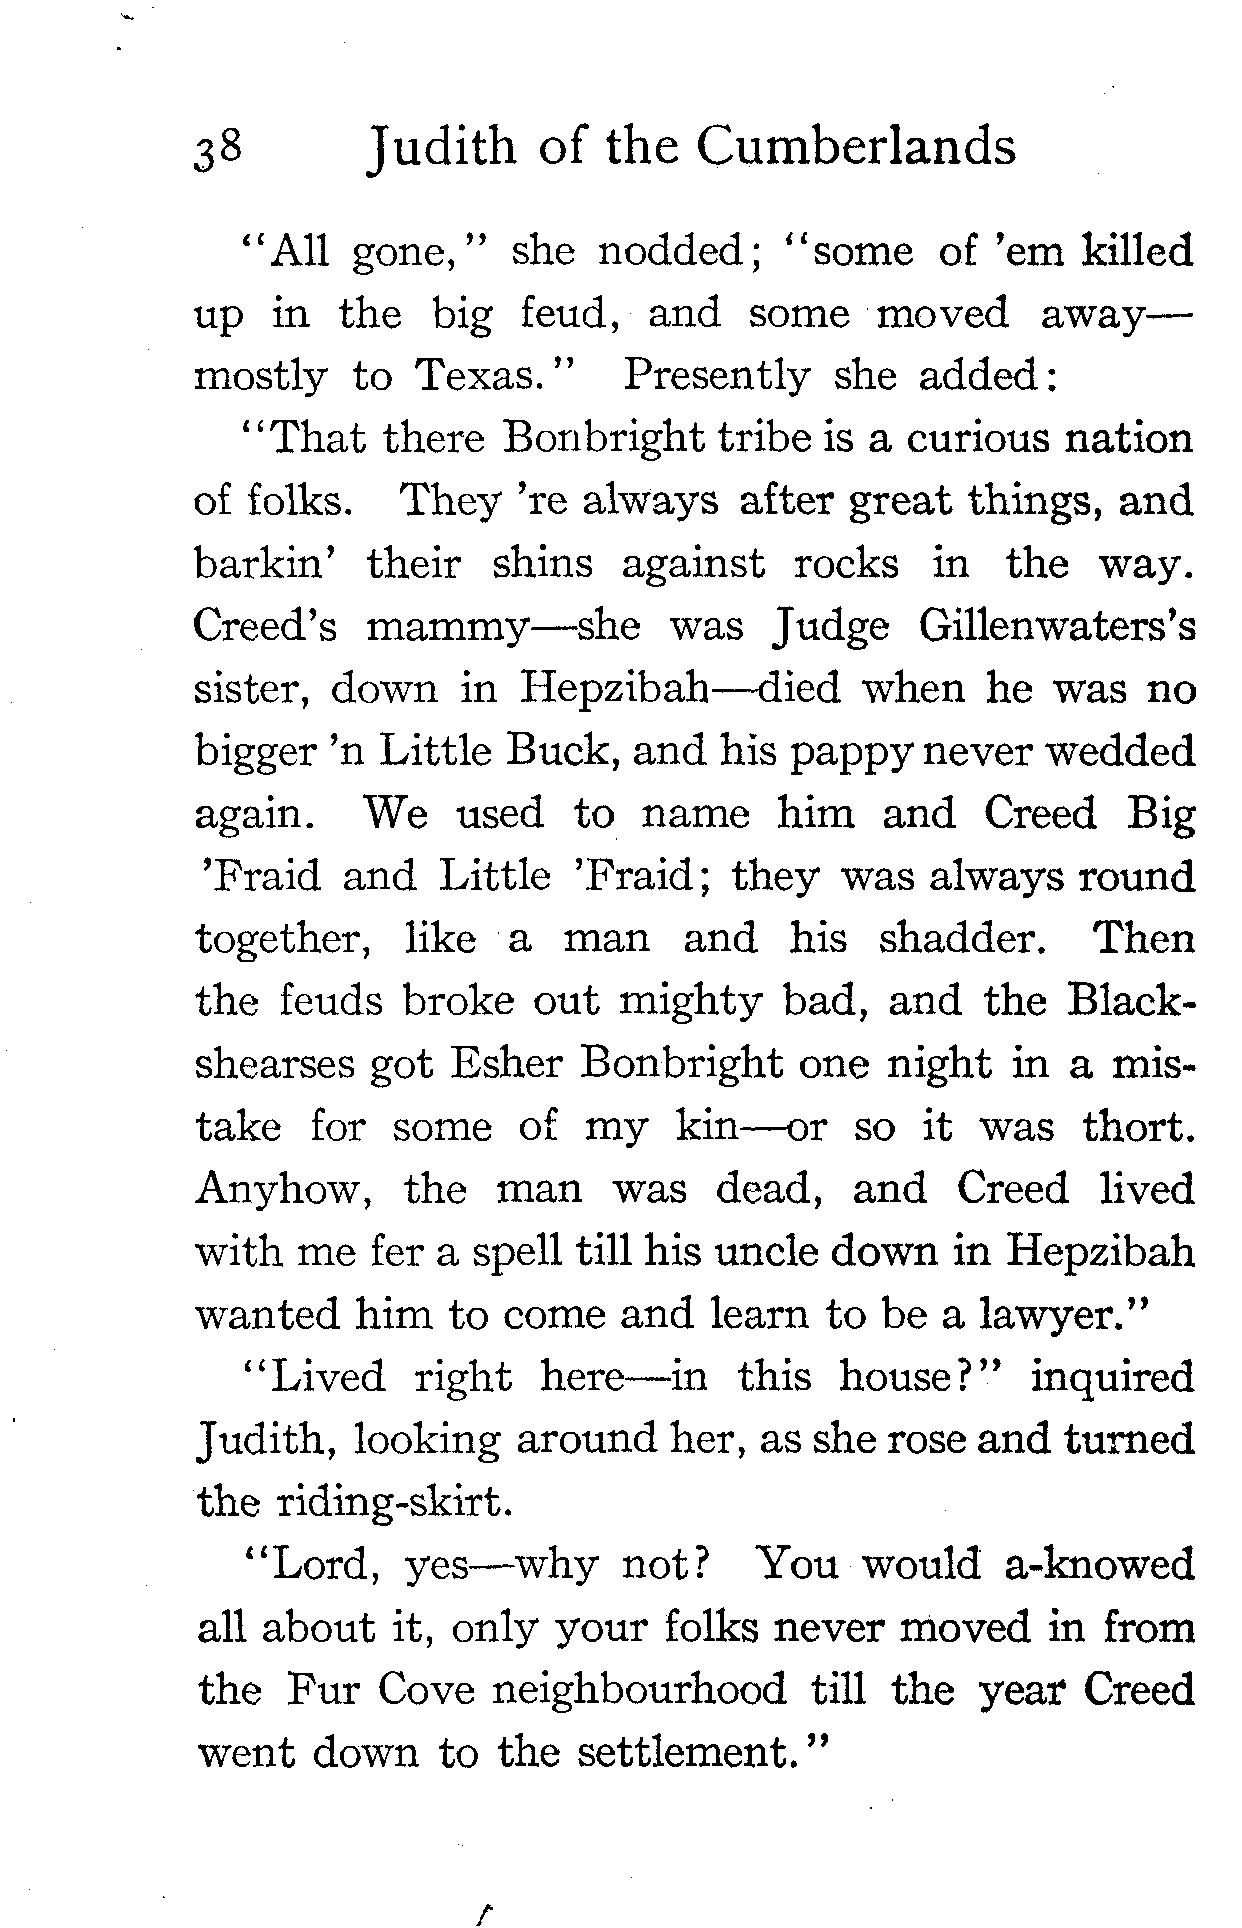 38 Judith of the Cumberlands
"All gone," she nodded; "some of 'em killed
up in the big feud, and some moved away—
mostly to Texas." Presently she added:
"That there Bonbright tribe is a curious nation
of folks. They 're always after great things, and
barkin' their shins against rocks in the way.
Creed's mammy—she was Judge Gillenwaters's
sister, down in Hepzibah—died when he was no
bigger 'n Little Buck, and his pappy never wedded
again. We used to name him and Creed Big
'Fraid and Little 'Fraid; they was always round
together, like a man and his shadder. Then
the feuds broke out mighty bad, and the Black-
shearses got Esher Bonbright one night in a mis-
take for some of my kin—or so it was thort.
Anyhow, the man was dead, and Creed lived
with me fer a spell till his uncle down in Hepzibah
wanted him to come and learn to be a lawyer."
"Lived right here—in this house?" inquired
Judith, looking around her, as she rose and turned
the riding-skirt.
"Lord, yes—why not? You would a-knowed
all about it, only your folks never moved in from
the Fur Cove neighbourhood till the year Creed
went down to the settlement."